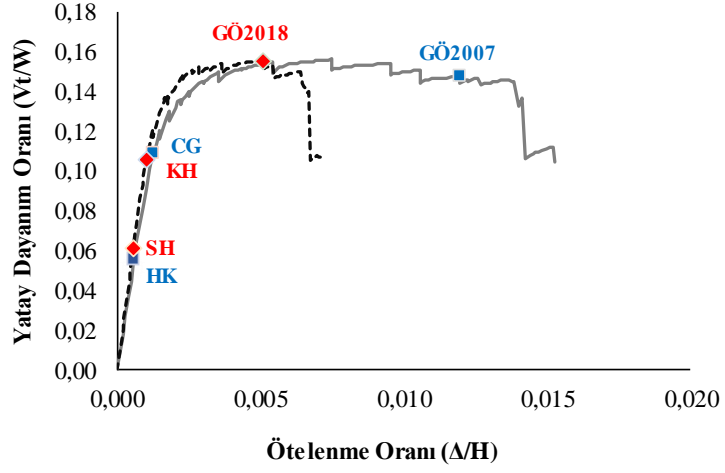 0,18
0,16
0,14
0,12
0,10
0,08
0,06
0,04
0,02
0,00
Yatay Dayanım Oranı (Vt/W)
GÖ2018
GÖ2007
CG
KH
SH
HK
0,000
0,005
0,010
0,015
0,020
Ötelenme Oranı (Δ/H)